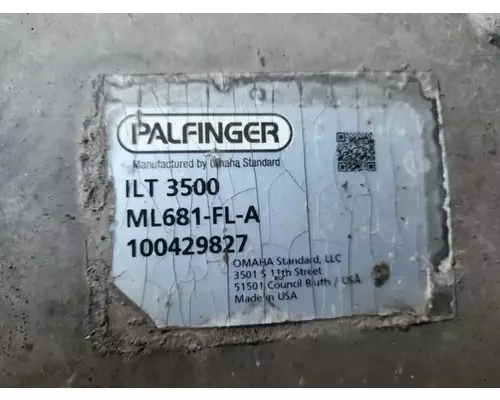 PALFINGER
Manufactured by Omaha Standard
ILT 3500
ML681-FL-A
100429827
OMAHA Standard, LLC
3501 S 11th Street
51501 Council Bluffs / USA
Made in USA